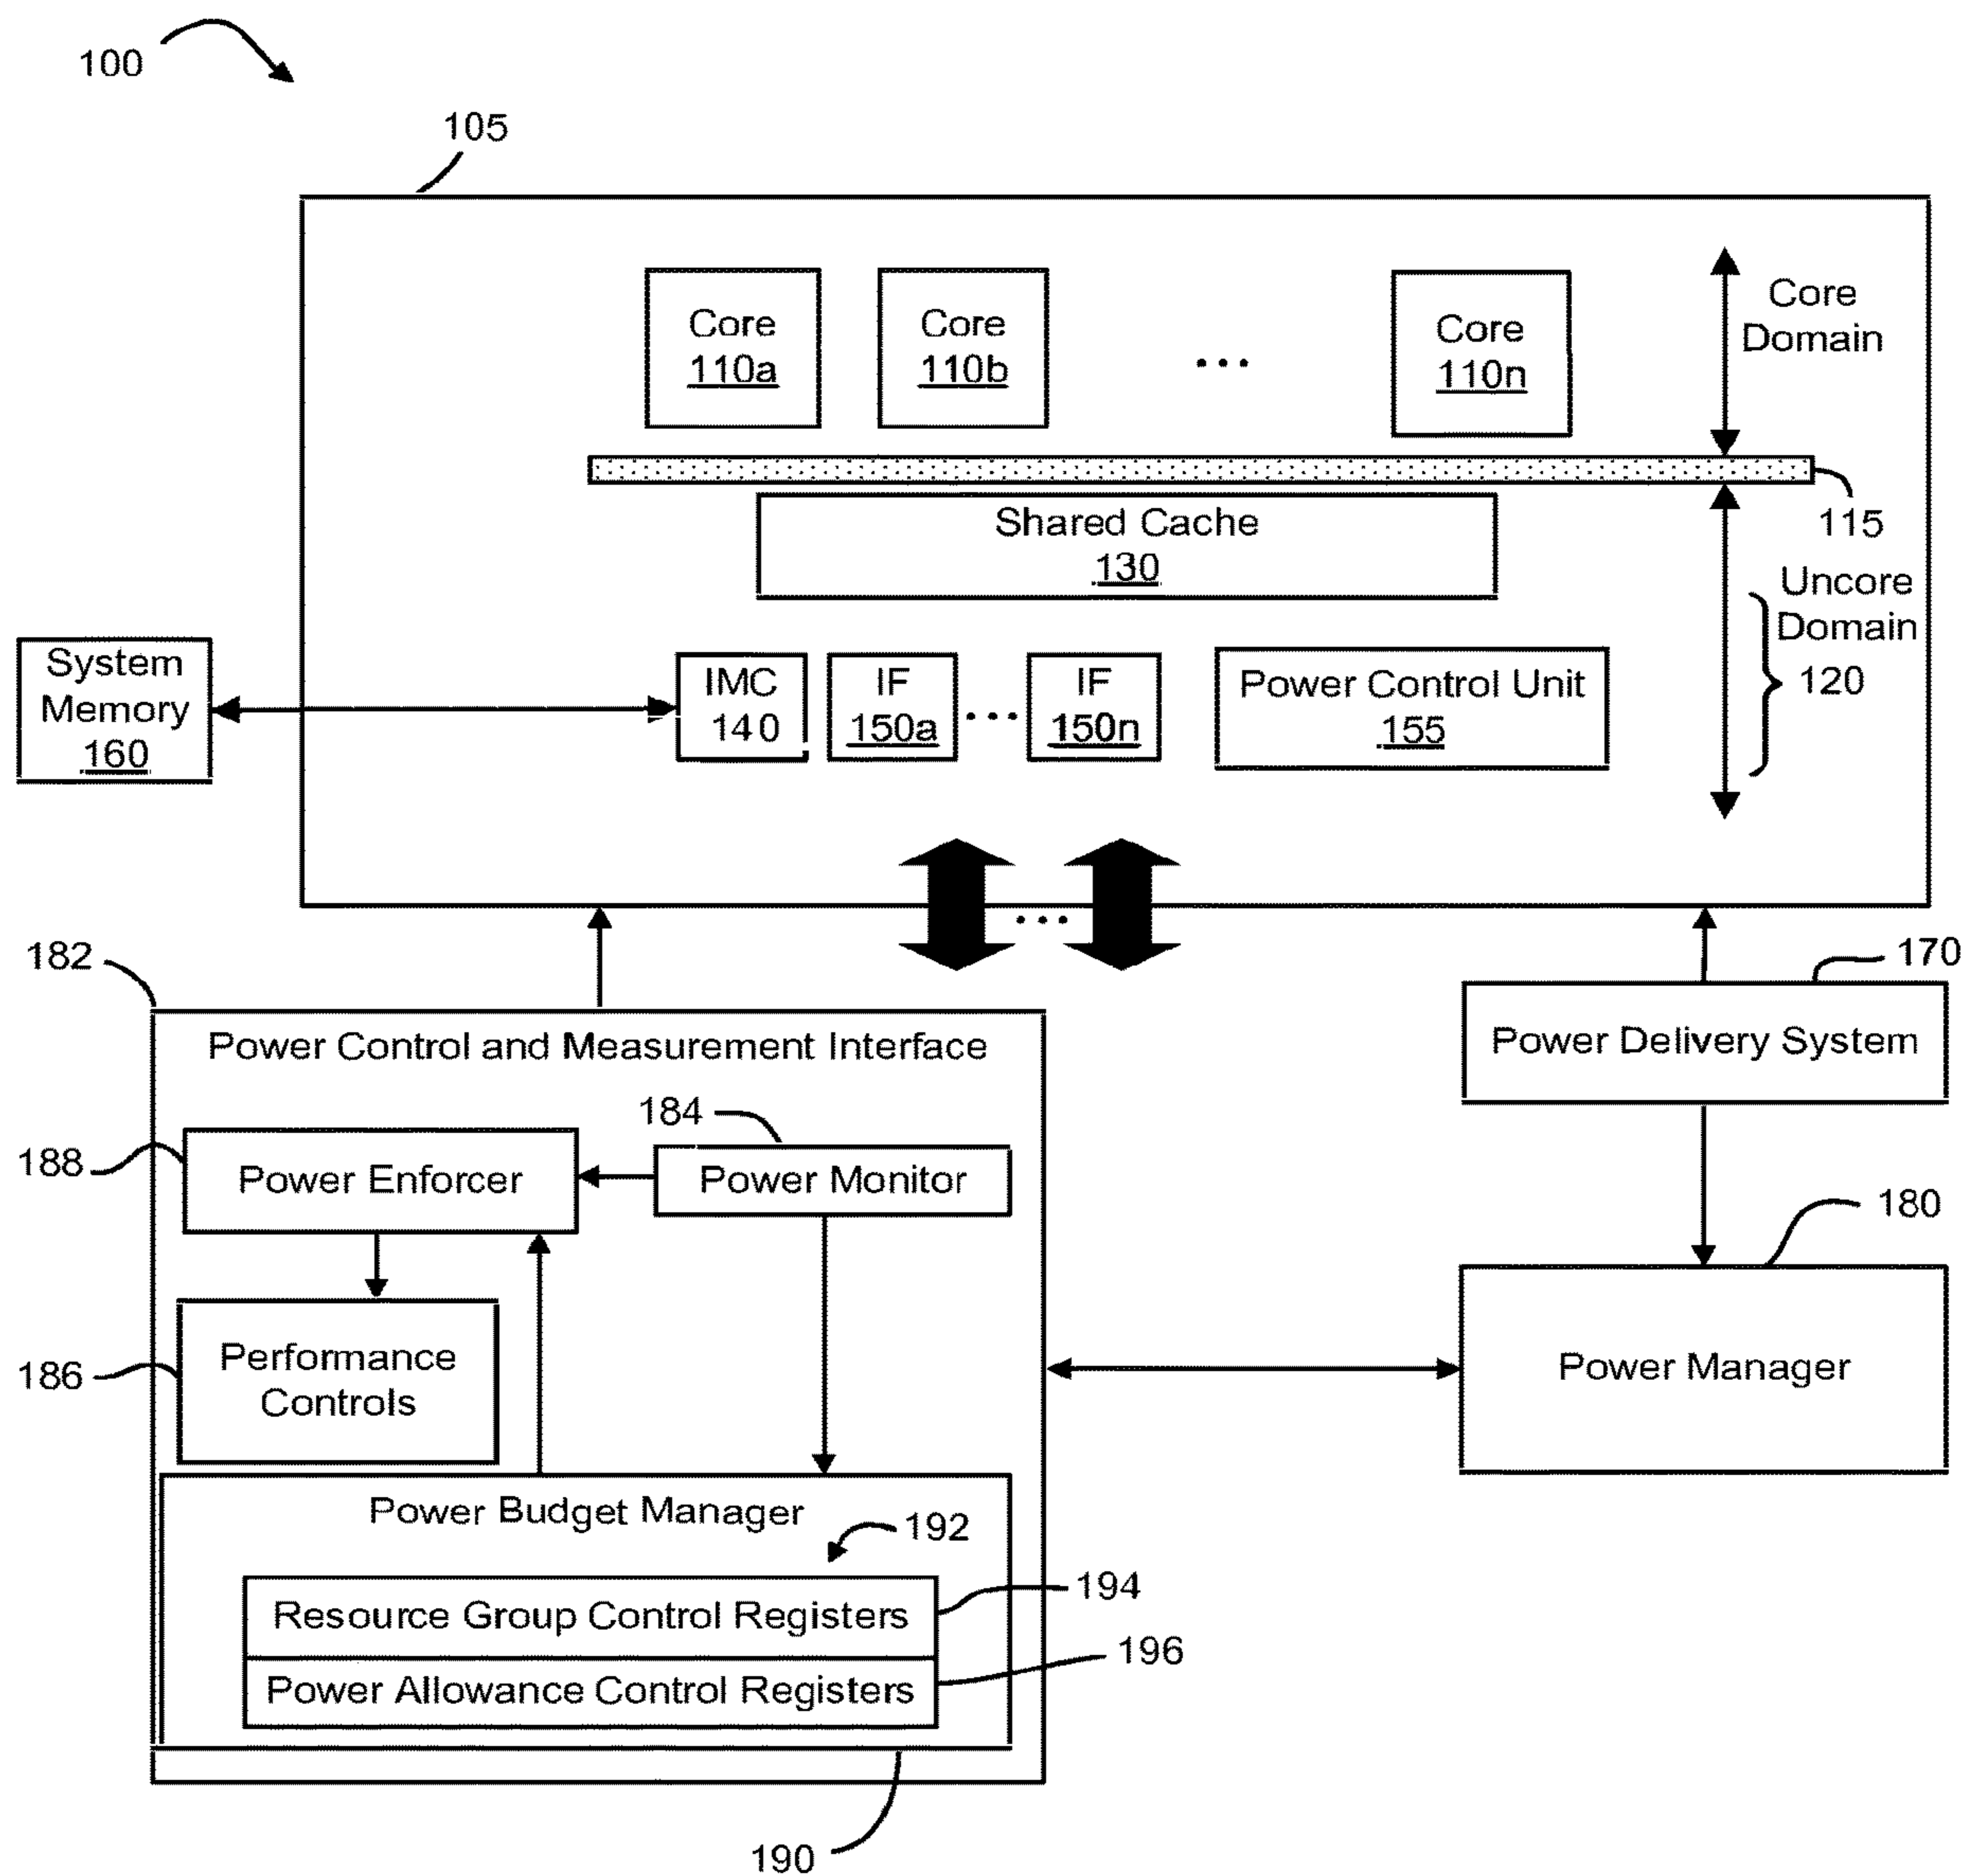 100
105
Core
110a
Core
110b
...
Core
110n
Core
Domain
115
Shared Cache
130
Uncore
Domain
120
System
Memory
160
IMC
140
IF
150a
...
IF
150n
Power Control Unit
155
...
182
170
Power Control and Measurement Interface
Power Delivery System
184
188
Power Enforcer
Power Monitor
180
186
Performance
Controls
Power Manager
Power Budget Manager
192
194
Resource Group Control Registers
196
Power Allowance Control Registers
190